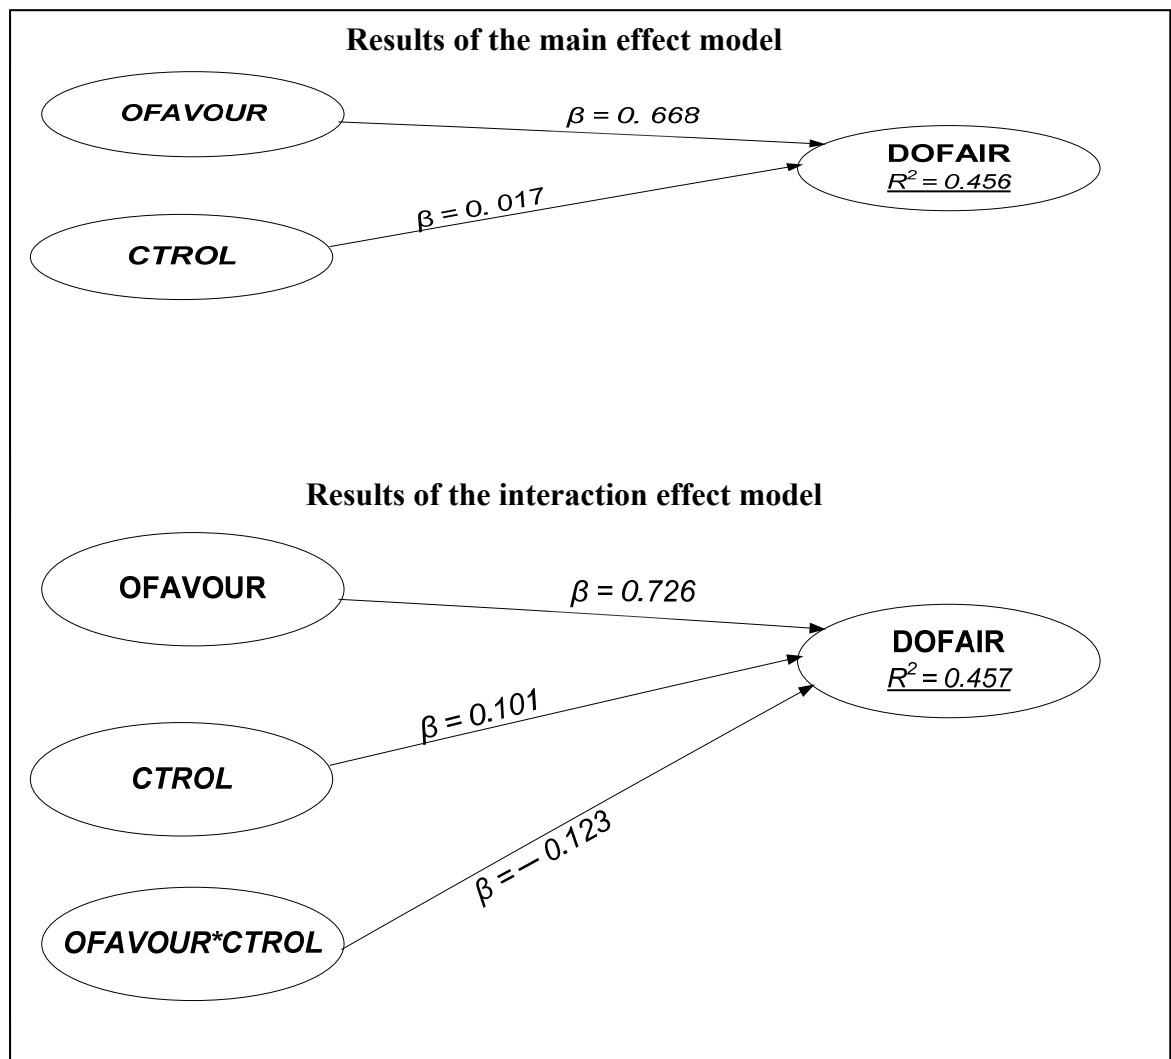 Results of the main effect model
OFAVOUR
β = 0. 668
DOFAIR
R² = 0.456
β = 0. 017
CTROL
Results of the interaction effect model
OFAVOUR
β = 0.726
DOFAIR
R² = 0.457
β = 0.101
CTROL
β = – 0.123
OFAVOUR*CTROL